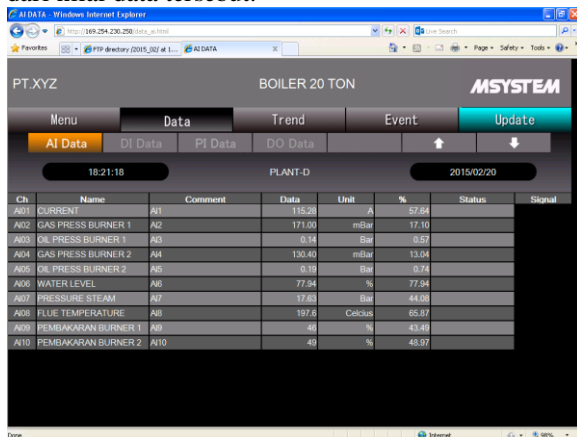 dari nilai data tersebut.
AI DATA - Windows Internet Explorer
http://169.254.230.250/data_ai.html
Live Search
Favorites FTP directory /2015_02/ at 1... AI DATA X Page Safety Tools
PT.XYZ BOILER 20 TON MSYSTEM
Menu Data Trend Event Update
AI Data DI Data PI Data DO Data
18:21:18 PLANT-D 2015/02/20
Ch Name Comment Data Unit % Status Signal
AI01 CURRENT AI1 115.28 A 57.64
AI02 GAS PRESS BURNER 1 AI2 171.00 mBar 17.10
AI03 OIL PRESS BURNER 1 AI3 0.14 Bar 0.57
AI04 GAS PRESS BURNER 2 AI4 130.40 mBar 13.04
AI05 OIL PRESS BURNER 2 AI5 0.19 Bar 0.74
AI06 WATER LEVEL AI6 77.94 % 77.94
AI07 PRESSURE STEAM AI7 17.63 Bar 44.08
AI08 FLUE TEMPERATURE AI8 197.6 Celcius 65.87
AI09 PEMBAKARAN BURNER 1 AI9 46 % 43.49
AI10 PEMBAKARAN BURNER 2 AI10 49 % 48.97
Done Internet 98%